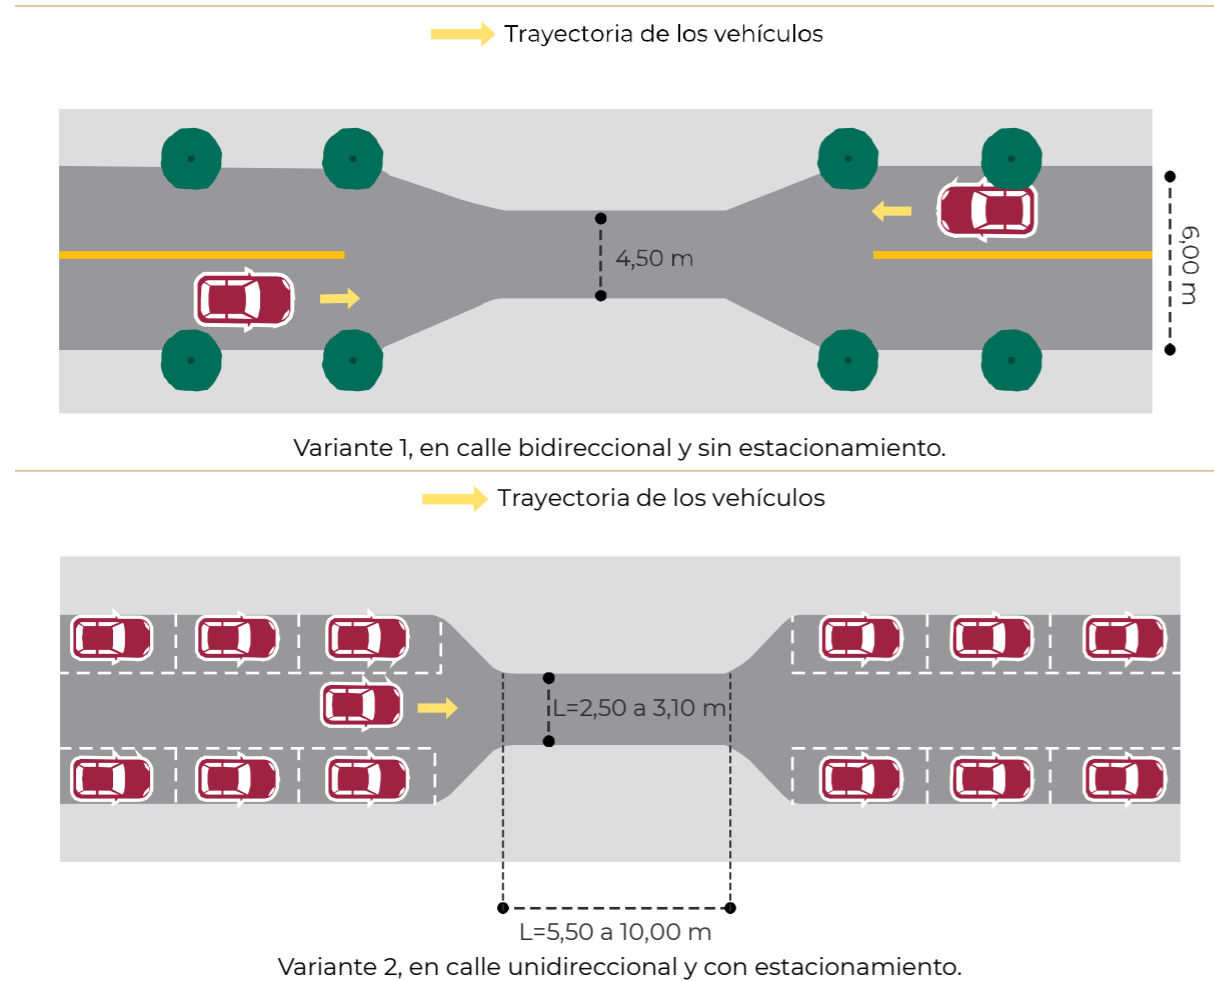 Trayectoria de los vehículos
4,50 m
6,00 m
Variante 1, en calle bidireccional y sin estacionamiento.
Trayectoria de los vehículos
L=2,50 a 3,10 m
L=5,50 a 10,00 m
Variante 2, en calle unidireccional y con estacionamiento.